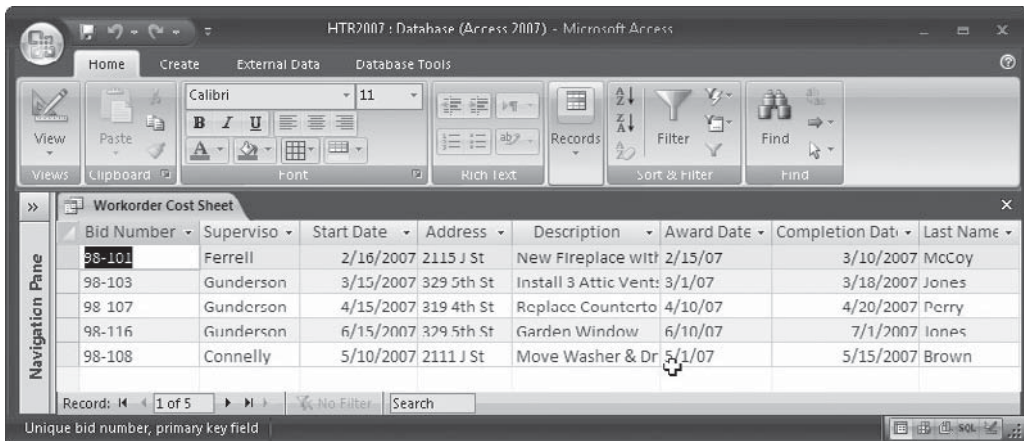 HTR2007 : Database (Access 2007) - Microsoft Access
Home Create External Data Database Tools
Calibri 11
B I U
View Paste Records Filter Find
Views Clipboard Font Rich Text Sort & Filter Find
Workorder Cost Sheet
Bid Number Superviso Start Date Address Description Award Date Completion Date Last Name
98-101 Ferrell 2/16/2007 2115 J St New Fireplace with 2/15/07 3/10/2007 McCoy
98-103 Gunderson 3/15/2007 329 5th St Install 3 Attic Vents 3/1/07 3/18/2007 Jones
98-107 Gunderson 4/15/2007 319 4th St Replace Counterto 4/10/07 4/20/2007 Perry
98-116 Gunderson 6/15/2007 329 5th St Garden Window 6/10/07 7/1/2007 Jones
98-108 Connelly 5/10/2007 2111 J St Move Washer & Dr 5/1/07 5/15/2007 Brown
Navigation Pane
Record: 1 of 5 No Filter Search
Unique bid number, primary key field SQL